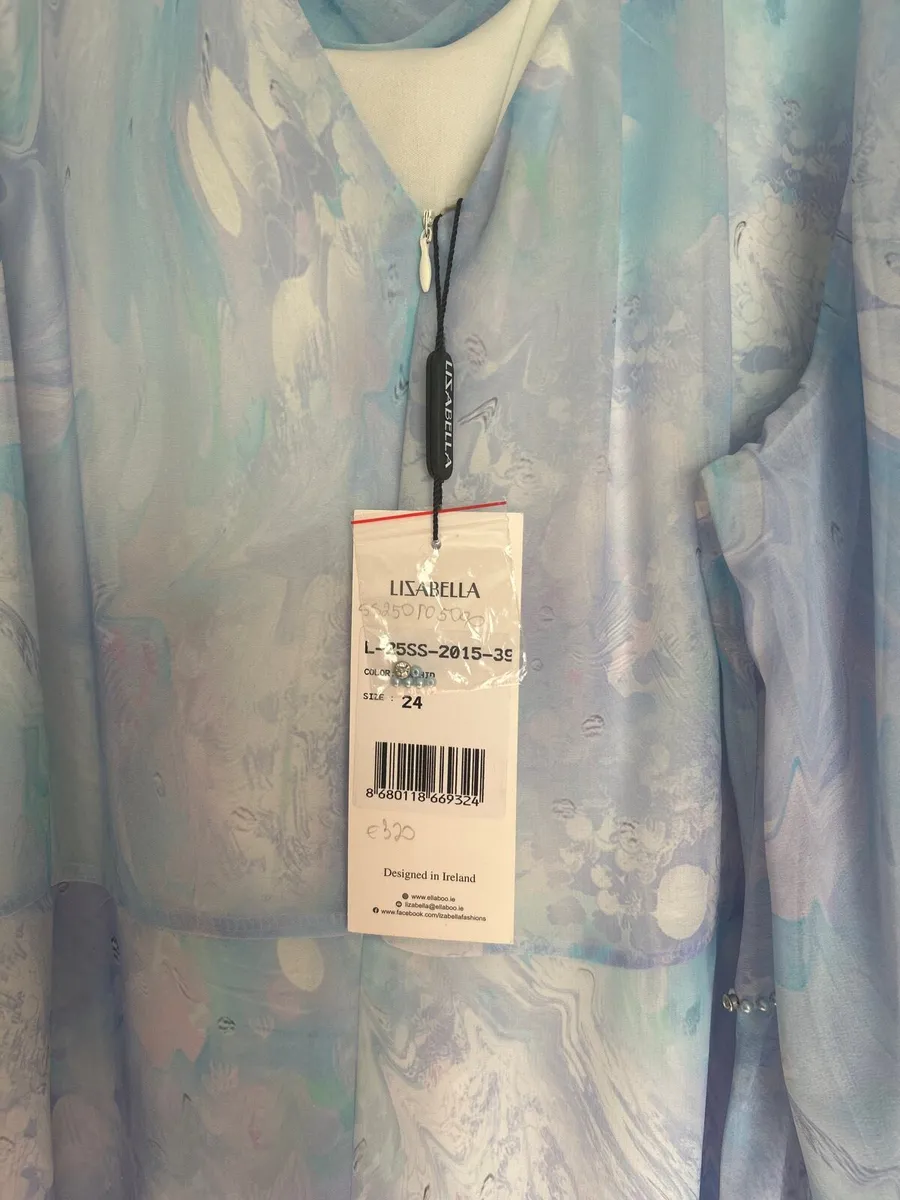 LIZABELLA
LIZABELLA
L-25SS-2015-39
COLOR
SIZE : 24
8 680118 669324
€320
Designed in Ireland
www.ellaboo.ie
lizabella@ellaboo.ie
www.facebook.com/lizabellafashions